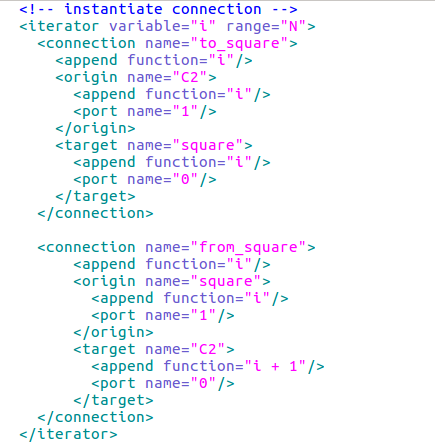 <!-- instantiate connection -->
<iterator variable="i" range="N">
<connection name="to_square">
<append function="i"/>
<origin name="C2">
<append function="i"/>
<port name="1"/>
</origin>
<target name="square">
<append function="i"/>
<port name="0"/>
</target>
</connection>
<connection name="from_square">
<append function="i"/>
<origin name="square">
<append function="i"/>
<port name="1"/>
</origin>
<target name="C2">
<append function="i + 1"/>
<port name="0"/>
</target>
</connection>
</iterator>